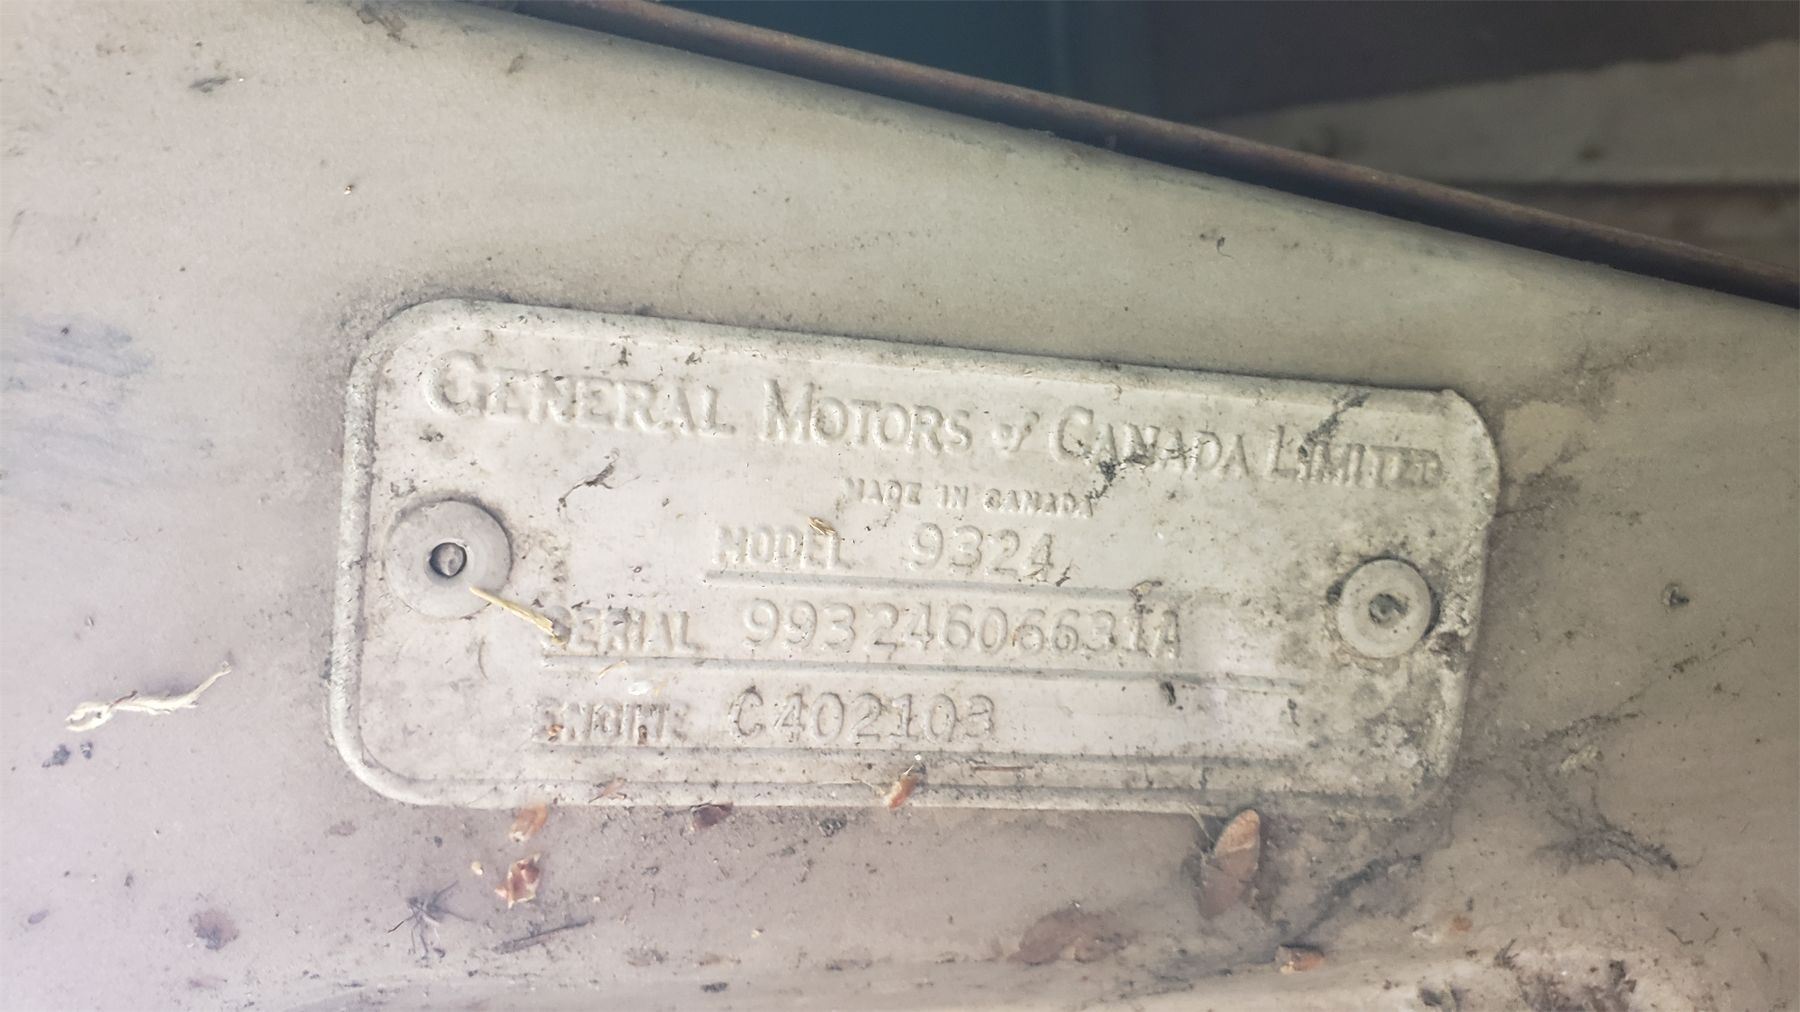 GENERAL MOTORS of CANADA LIMITED
MADE IN CANADA
MODEL 9324
SERIAL 99324606631A
ENGINE C402103